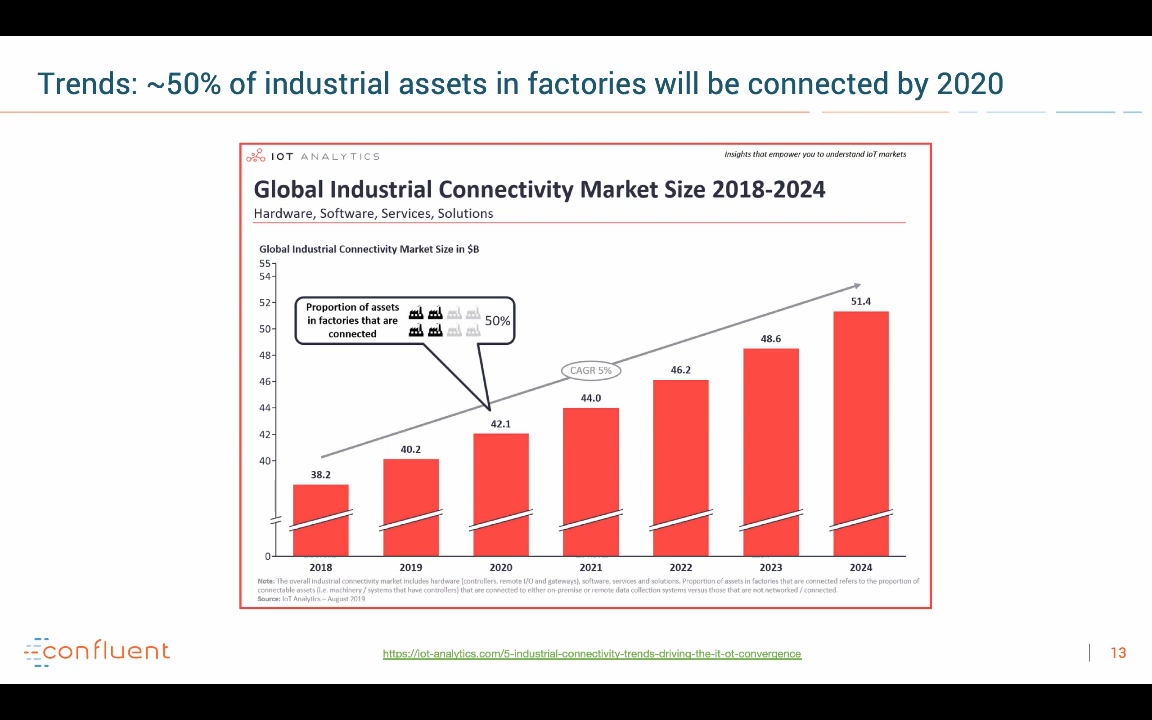 Trends: ~50% of industrial assets in factories will be connected by 2020
IOT ANALYTICS
Insights that empower you to understand IoT markets
Global Industrial Connectivity Market Size 2018-2024
Hardware, Software, Services, Solutions
Global Industrial Connectivity Market Size in $B
55
54
52
50
48
46
44
42
40
0
Proportion of assets
in factories that are
connected
50%
CAGR 5%
38.2
40.2
42.1
44.0
46.2
48.6
51.4
2018
2019
2020
2021
2022
2023
2024
Note: The overall industrial connectivity market includes hardware (controllers, remote I/O and gateways), software, services and solutions. Proportion of assets in factories that are connected refers to the proportion of
connectable assets (i.e. machinery / systems that have controllers) that are connected to either on-premise or remote data collection systems versus those that are not networked / connected.
Source: IoT Analytics – August 2019
confluent
https://iot-analytics.com/5-industrial-connectivity-trends-driving-the-it-ot-convergence
13